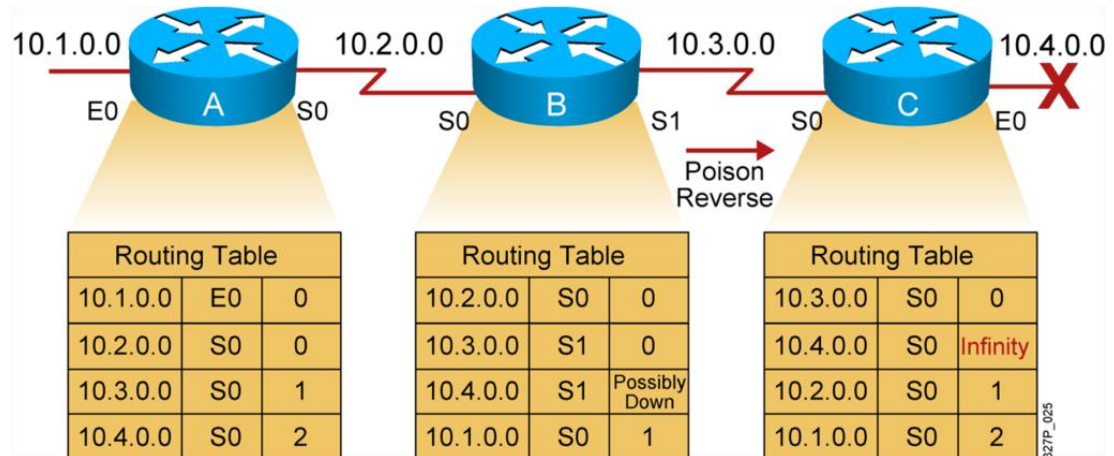 10.1.0.0 10.2.0.0 10.3.0.0 10.4.0.0
E0 A S0 S0 B S1 S0 C E0
X
Poison
Reverse
Routing Table
10.1.0.0 E0 0
10.2.0.0 S0 0
10.3.0.0 S0 1
10.4.0.0 S0 2
Routing Table
10.2.0.0 S0 0
10.3.0.0 S1 0
10.4.0.0 S1 Possibly
Down
10.1.0.0 S0 1
Routing Table
10.3.0.0 S0 0
10.4.0.0 S0 Infinity
10.2.0.0 S0 1
10.1.0.0 S0 2